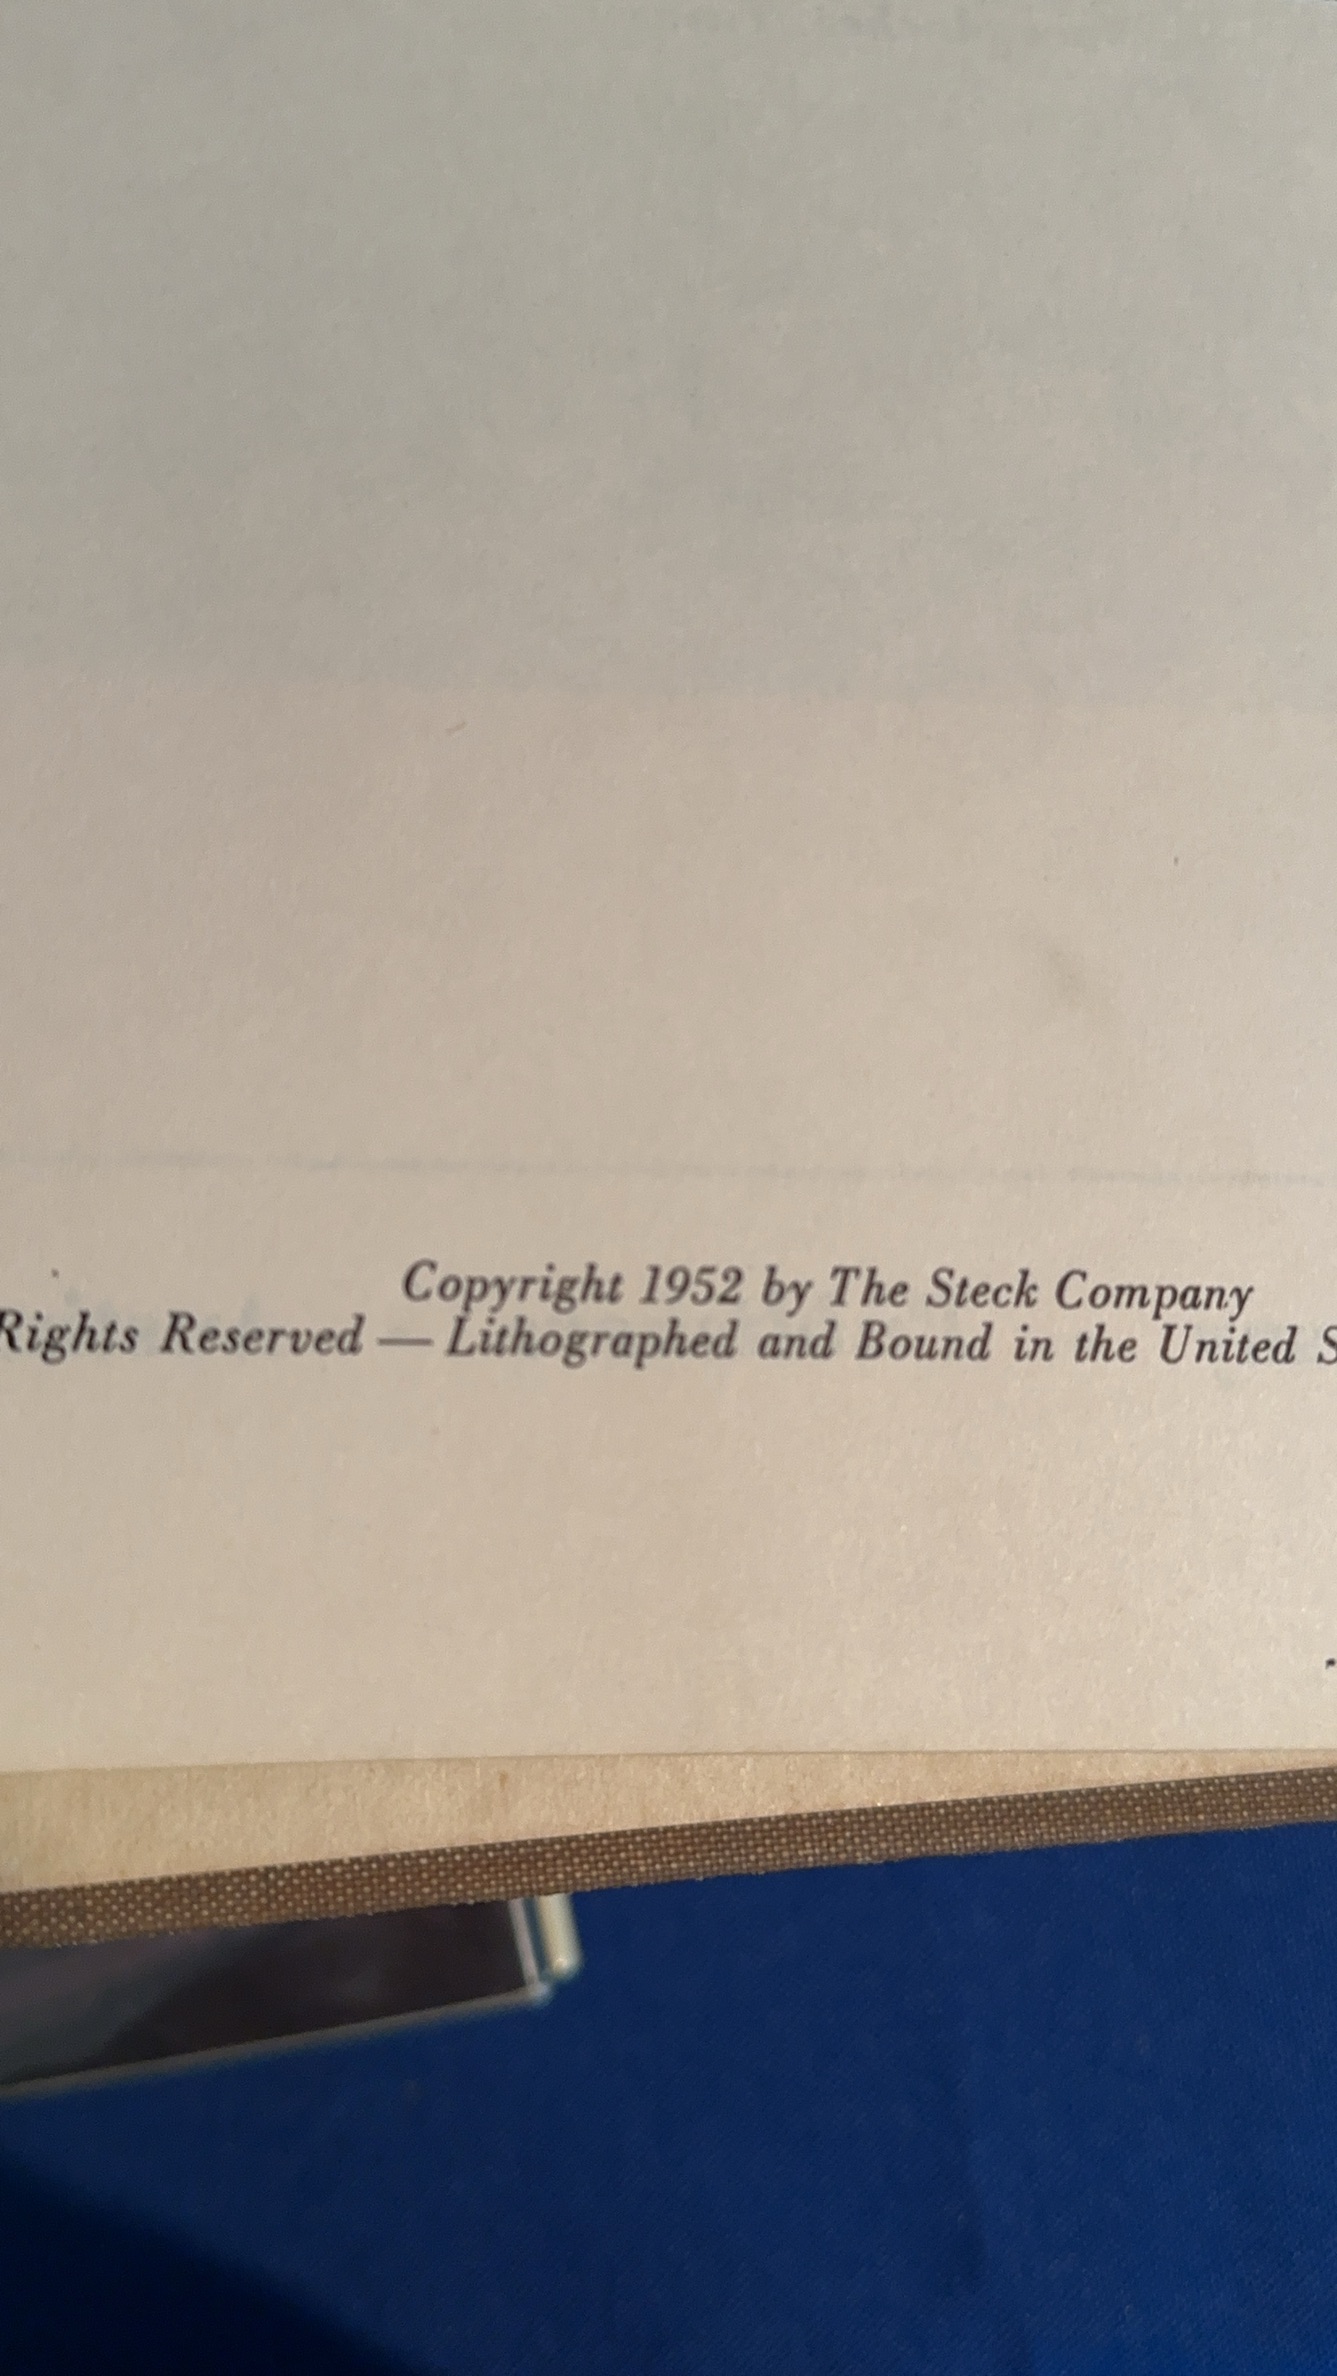 Copyright 1952 by The Steck Company
Rights Reserved — Lithographed and Bound in the United S